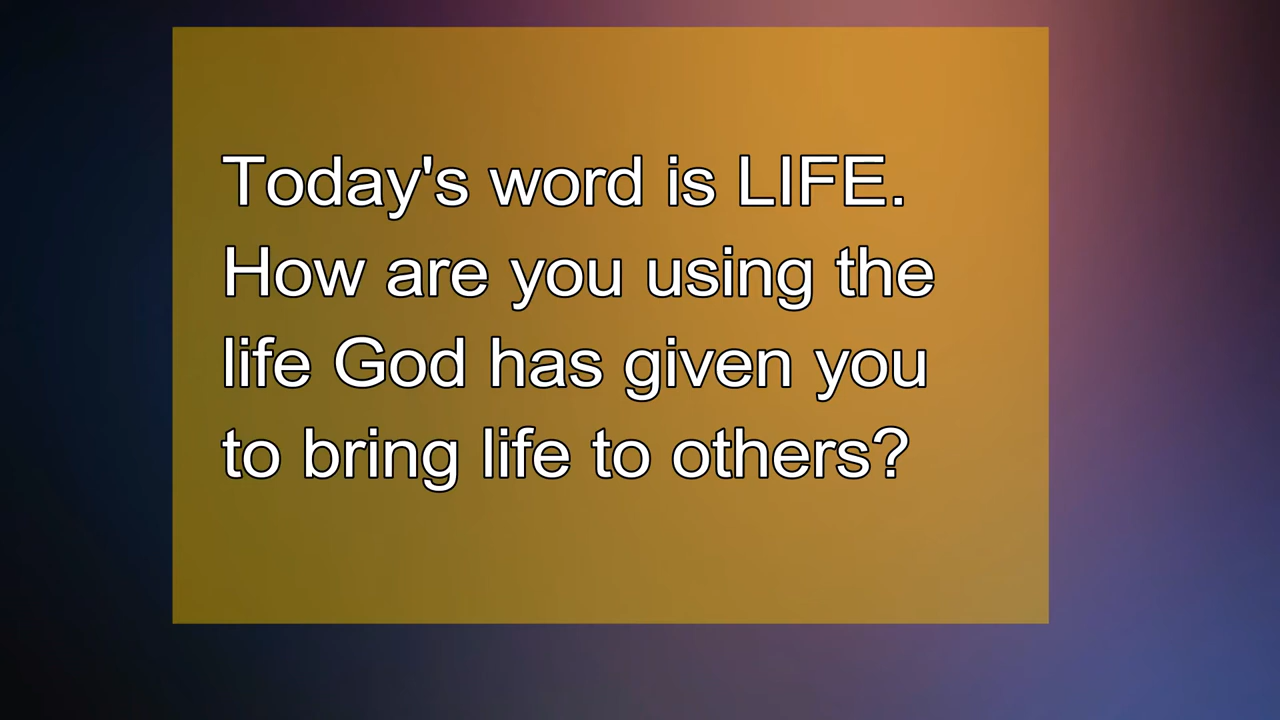 Today's word is LIFE.
How are you using the
life God has given you
to bring life to others?